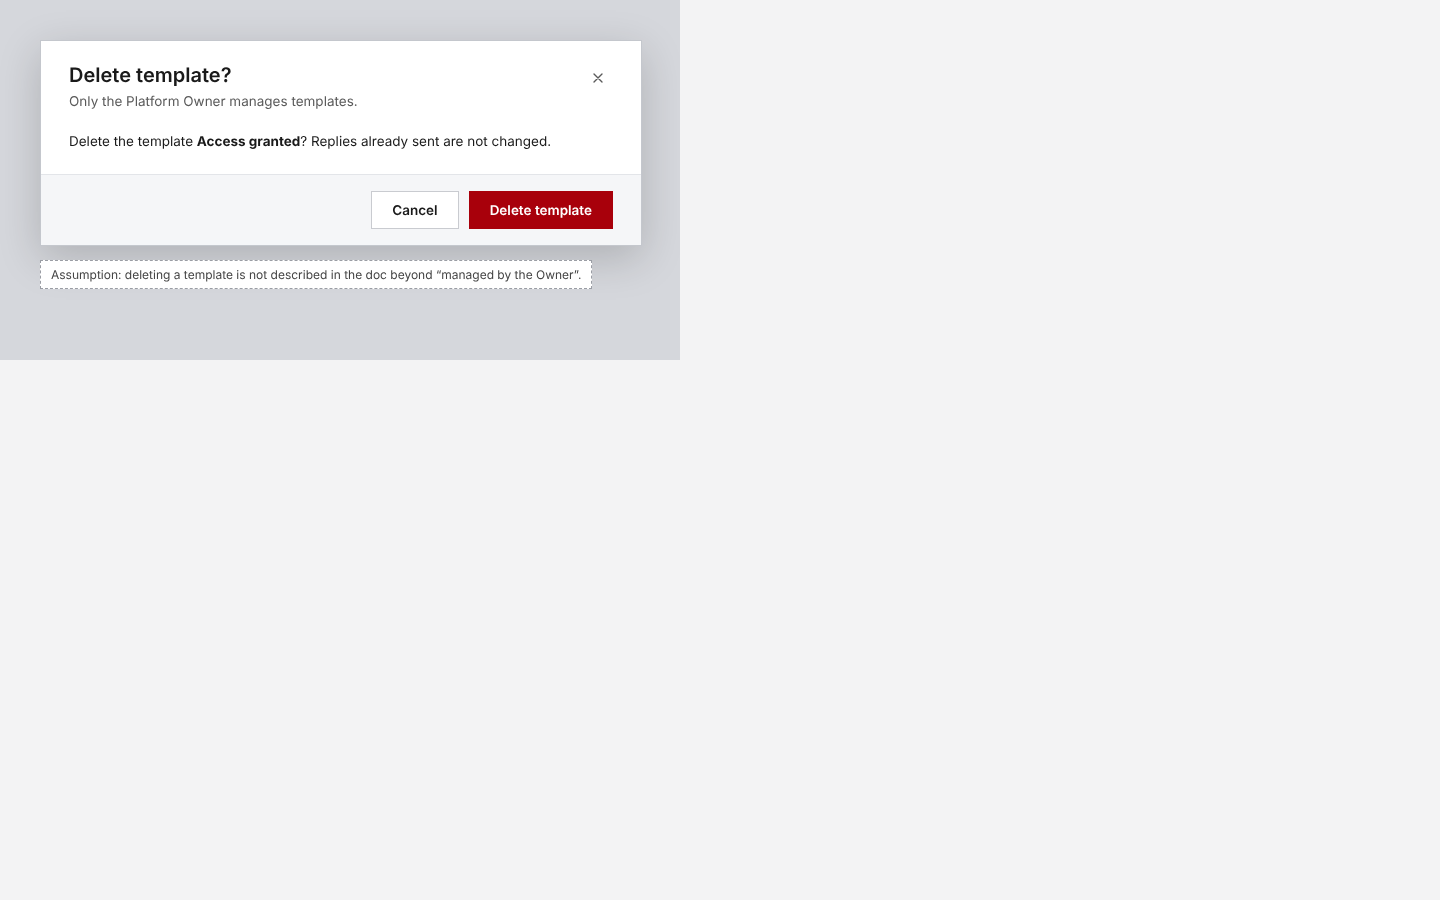 Delete template?
Only the Platform Owner manages templates.
Delete the template Access granted? Replies already sent are not changed.
Cancel
Delete template
Assumption: deleting a template is not described in the doc beyond “managed by the Owner”.